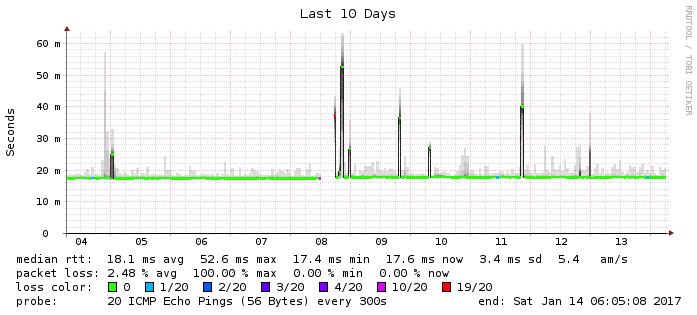 Last 10 Days
RRDTOOL / TOBI OETIKER
Seconds
60 m
50 m
40 m
30 m
20 m
10 m
0
04 05 06 07 08 09 10 11 12 13
median rtt: 18.1 ms avg 52.6 ms max 17.4 ms min 17.6 ms now 3.4 ms sd 5.4 am/s
packet loss: 2.48 % avg 100.00 % max 0.00 % min 0.00 % now
loss color: 0 1/20 2/20 3/20 4/20 10/20 19/20
probe: 20 ICMP Echo Pings (56 Bytes) every 300s end: Sat Jan 14 06:05:08 2017